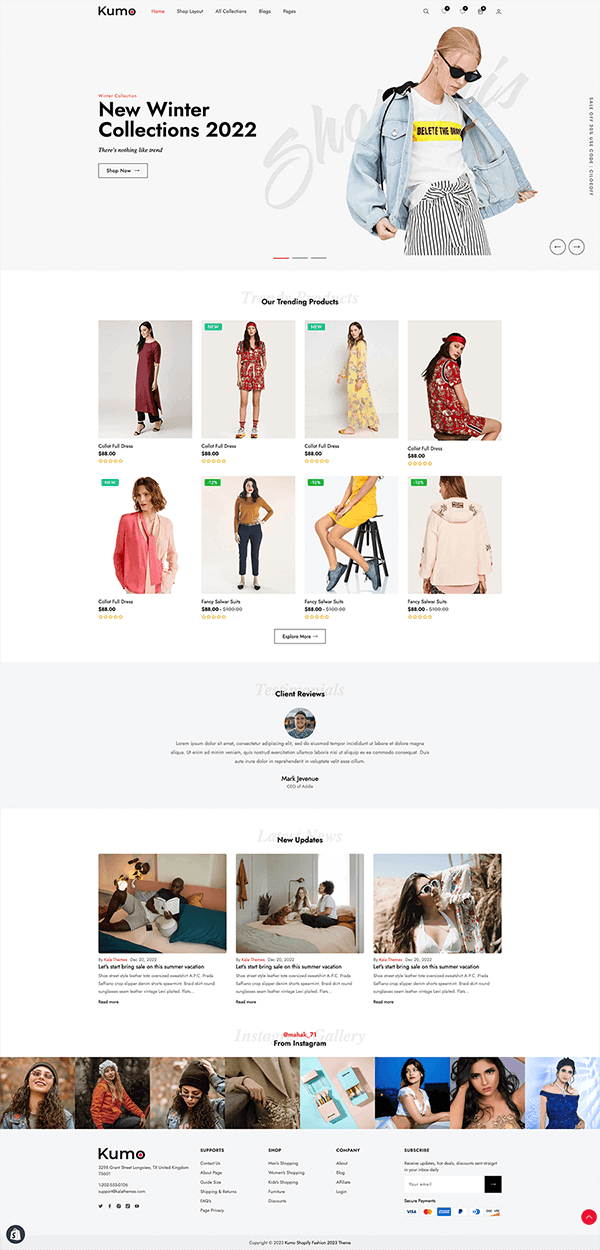 Kumo
Home
Shop Layout
All Collections
Blogs
Pages
Winter-Collection
New Winter
Collections 2022
There's nothing like trend
Shop Now
DELETE THE
SALE OFF 20% USE CODE :
Our Trending Products
NEW
NEW
Collot Full Dress
$88.00
Collot Full Dress
$88.00
Collot Full Dress
$88.00
Collot Full Dress
$88.00
NEW
-12%
-12%
-12%
Collot Full Dress
$88.00
Fancy Salwar Suits
$88.00 - $100.00
Fancy Salwar Suits
$88.00 - $100.00
Fancy Salwar Suits
$88.00 - $100.00
Explore More
Testimonials
Client Reviews
Lorem ipsum dolor sit amet, consectetur adipiscing elit, sed do eiusmod tempor incididunt ut labore et dolore magna
aliqua. Ut enim ad minim veniam, quis nostrud exercitation ullamco laboris nisi ut aliquip ex ea commodo consequat. Duis
aute irure dolor in reprehenderit in voluptate velit esse cillum.
Mark Jevenue
CEO of Addle
Latest News
New Updates
By Kala Themes Dec 20, 2022
Let's start bring sale on this summer vacation
Shoe street style leather tote oversized sweatshirt A.P.C. Prada
Saffiano crop slipper denim shorts spearmint. Braid skirt round
sunglasses seam leather vintage Levi plaited. Flats...
Read more
By Kala Themes Dec 20, 2022
Let's start bring sale on this summer vacation
Shoe street style leather tote oversized sweatshirt A.P.C. Prada
Saffiano crop slipper denim shorts spearmint. Braid skirt round
sunglasses seam leather vintage Levi plaited. Flats...
Read more
By Kala Themes Dec 20, 2022
Let's start bring sale on this summer vacation
Shoe street style leather tote oversized sweatshirt A.P.C. Prada
Saffiano crop slipper denim shorts spearmint. Braid skirt round
sunglasses seam leather vintage Levi plaited. Flats...
Read more
Instagram Gallery
@mahak_71
From Instagram
Kumo
3298 Grant Street Longview, TX United Kingdom
75601
1-202-555-0106
support@kalathemes.com
SUPPORTS
Contact Us
About Page
Guide Size
Shipping & Returns
FAQ's
Page Privacy
SHOP
Men's Shopping
Women's Shopping
Kid's Shopping
Furniture
Discounts
COMPANY
About
Blog
Affiliate
Login
SUBSCRIBE
Receive updates, hot deals, discounts sent straignt
in your inbox daily
Your email
Secure Payments
VISA
Copyright © 2023 Kumo Shopify Fashion 2023 Theme